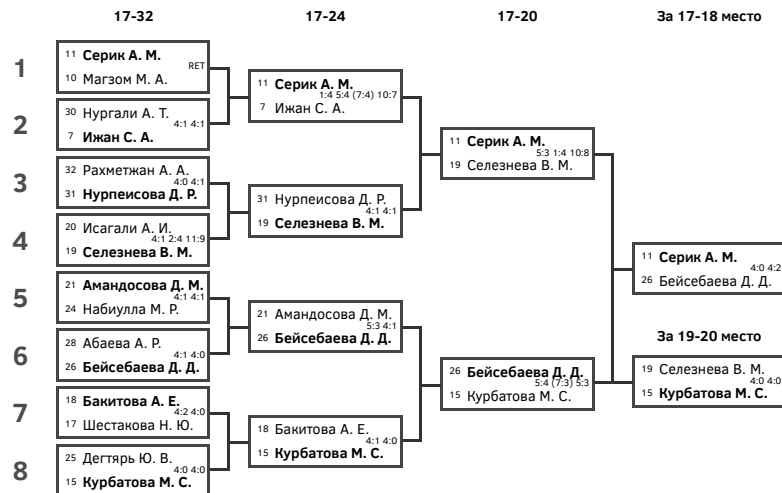 17-32 17-24 17-20 За 17-18 место
1
11 Серик А. М.
RET
10 Магзом М. А.
2
30 Нургали А. Т.
4:1 4:1
7 Ижан С. А.
3
32 Рахметжан А. А.
4:0 4:1
31 Нурпеисова Д. Р.
4
20 Исагали А. И.
4:1 2:4 11:9
19 Селезнева В. М.
5
21 Амандосова Д. М.
4:1 4:1
24 Набиулла М. Р.
6
28 Абаева А. Р.
4:1 4:0
26 Бейсебаева Д. Д.
7
18 Бакитова А. Е.
4:2 4:0
17 Шестакова Н. Ю.
8
25 Дегтярь Ю. В.
4:0 4:0
15 Курбатова М. С.
11 Серик А. М.
1:4 5:4 (7:4) 10:7
7 Ижан С. А.
31 Нурпеисова Д. Р.
4:1 4:1
19 Селезнева В. М.
21 Амандосова Д. М.
5:3 4:1
26 Бейсебаева Д. Д.
18 Бакитова А. Е.
4:1 4:0
15 Курбатова М. С.
11 Серик А. М.
5:3 1:4 10:8
19 Селезнева В. М.
26 Бейсебаева Д. Д.
5:4 (7:3) 5:3
15 Курбатова М. С.
11 Серик А. М.
4:0 4:2
26 Бейсебаева Д. Д.
За 19-20 место
19 Селезнева В. М.
4:0 4:0
15 Курбатова М. С.